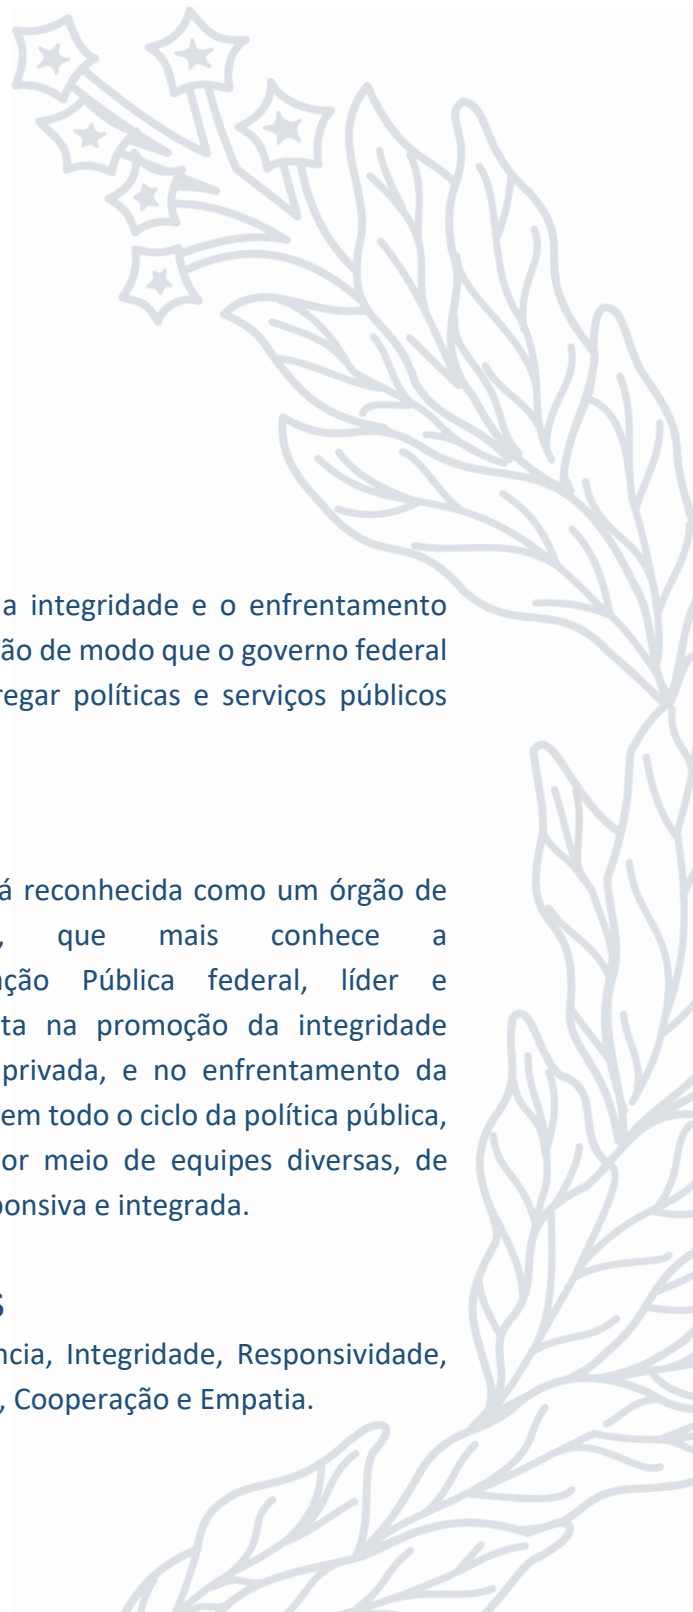 a integridade e o enfrentamento
ão de modo que o governo federal
regar políticas e serviços públicos
á reconhecida como um órgão de
, que mais conhece a
ação Pública federal, líder e
ta na promoção da integridade
privada, e no enfrentamento da
em todo o ciclo da política pública,
or meio de equipes diversas, de
ponsiva e integrada.
s
ncia, Integridade, Responsividade,
, Cooperação e Empatia.